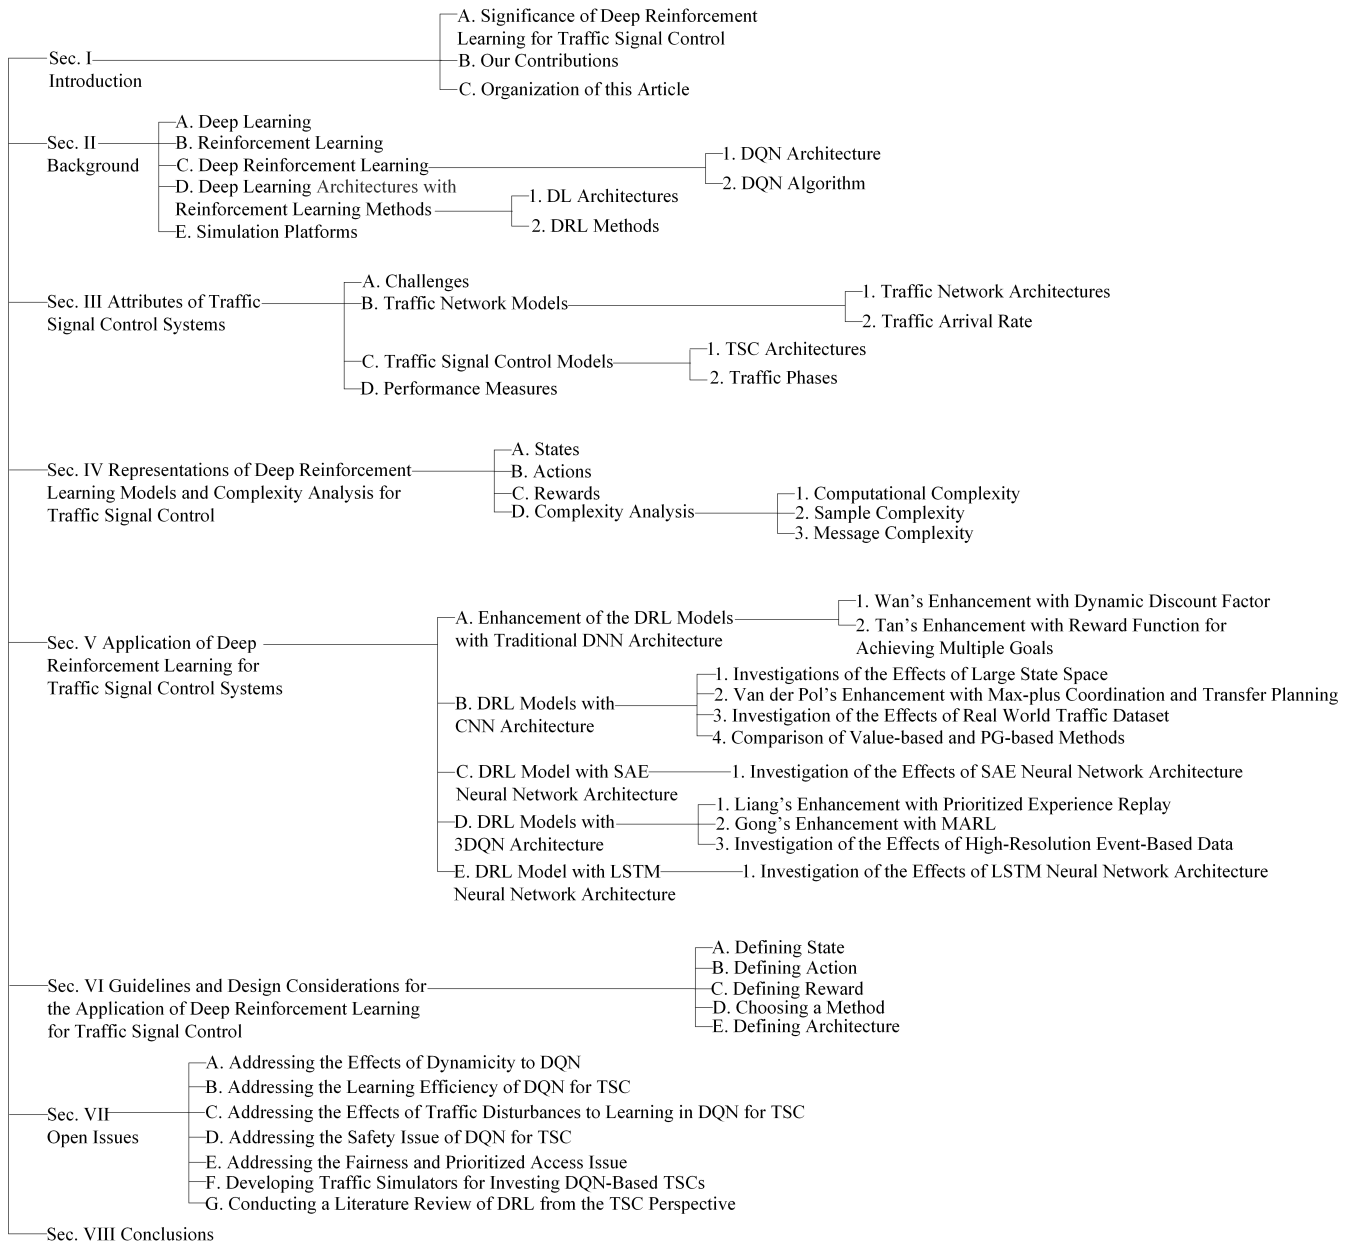 Sec. I
Introduction
A. Significance of Deep Reinforcement
Learning for Traffic Signal Control
B. Our Contributions
C. Organization of this Article
Sec. II
Background
A. Deep Learning
B. Reinforcement Learning
C. Deep Reinforcement Learning
1. DQN Architecture
2. DQN Algorithm
D. Deep Learning Architectures with
Reinforcement Learning Methods
1. DL Architectures
2. DRL Methods
E. Simulation Platforms
Sec. III Attributes of Traffic
Signal Control Systems
A. Challenges
B. Traffic Network Models
1. Traffic Network Architectures
2. Traffic Arrival Rate
C. Traffic Signal Control Models
1. TSC Architectures
2. Traffic Phases
D. Performance Measures
Sec. IV Representations of Deep Reinforcement
Learning Models and Complexity Analysis for
Traffic Signal Control
A. States
B. Actions
C. Rewards
D. Complexity Analysis
1. Computational Complexity
2. Sample Complexity
3. Message Complexity
Sec. V Application of Deep
Reinforcement Learning for
Traffic Signal Control Systems
A. Enhancement of the DRL Models
with Traditional DNN Architecture
1. Wan's Enhancement with Dynamic Discount Factor
2. Tan's Enhancement with Reward Function for
Achieving Multiple Goals
B. DRL Models with
CNN Architecture
1. Investigations of the Effects of Large State Space
2. Van der Pol's Enhancement with Max-plus Coordination and Transfer Planning
3. Investigation of the Effects of Real World Traffic Dataset
4. Comparison of Value-based and PG-based Methods
C. DRL Model with SAE
Neural Network Architecture
1. Investigation of the Effects of SAE Neural Network Architecture
D. DRL Models with
3DQN Architecture
1. Liang's Enhancement with Prioritized Experience Replay
2. Gong's Enhancement with MARL
3. Investigation of the Effects of High-Resolution Event-Based Data
E. DRL Model with LSTM
Neural Network Architecture
1. Investigation of the Effects of LSTM Neural Network Architecture
Sec. VI Guidelines and Design Considerations for
the Application of Deep Reinforcement Learning
for Traffic Signal Control
A. Defining State
B. Defining Action
C. Defining Reward
D. Choosing a Method
E. Defining Architecture
Sec. VII
Open Issues
A. Addressing the Effects of Dynamicity to DQN
B. Addressing the Learning Efficiency of DQN for TSC
C. Addressing the Effects of Traffic Disturbances to Learning in DQN for TSC
D. Addressing the Safety Issue of DQN for TSC
E. Addressing the Fairness and Prioritized Access Issue
F. Developing Traffic Simulators for Investing DQN-Based TSCs
G. Conducting a Literature Review of DRL from the TSC Perspective
Sec. VIII Conclusions